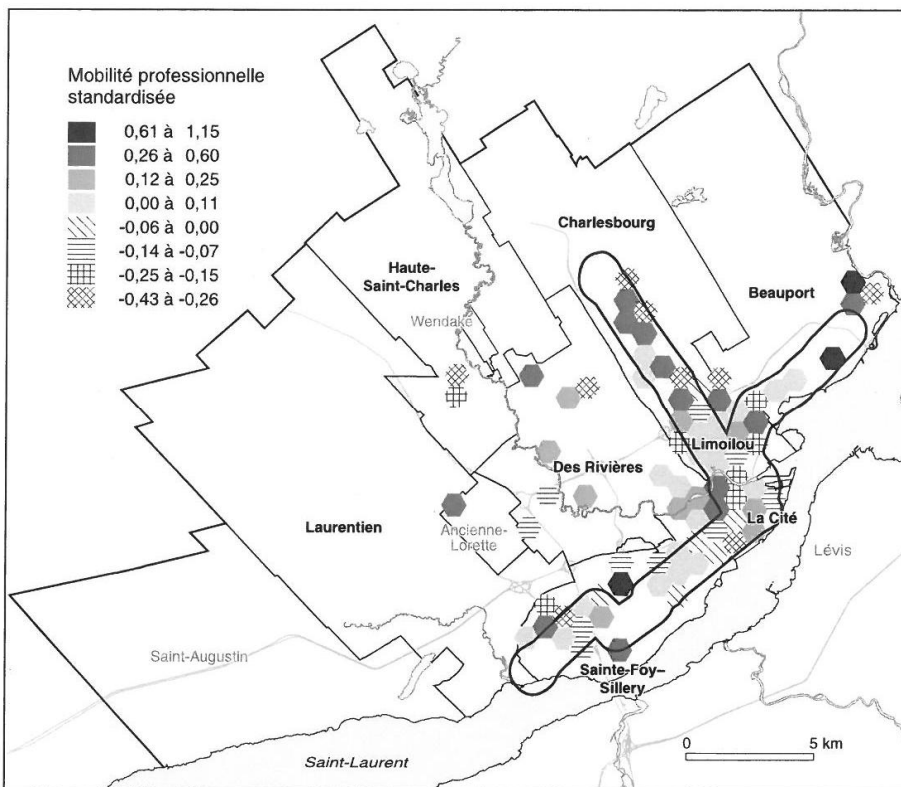 Mobilité professionnelle
standardisée
0,61 à 1,15
0,26 à 0,60
0,12 à 0,25
0,00 à 0,11
-0,06 à 0,00
-0,14 à -0,07
-0,25 à -0,15
-0,43 à -0,26
Charlesbourg
Haute-
Saint-Charles
Beauport
Wendake
Limoilou
Des Rivières
Laurentien
La Cité
Ancienne-
Lorette
Lévis
Saint-Augustin
Sainte-Foy–
Sillery
Saint-Laurent
0 5 km